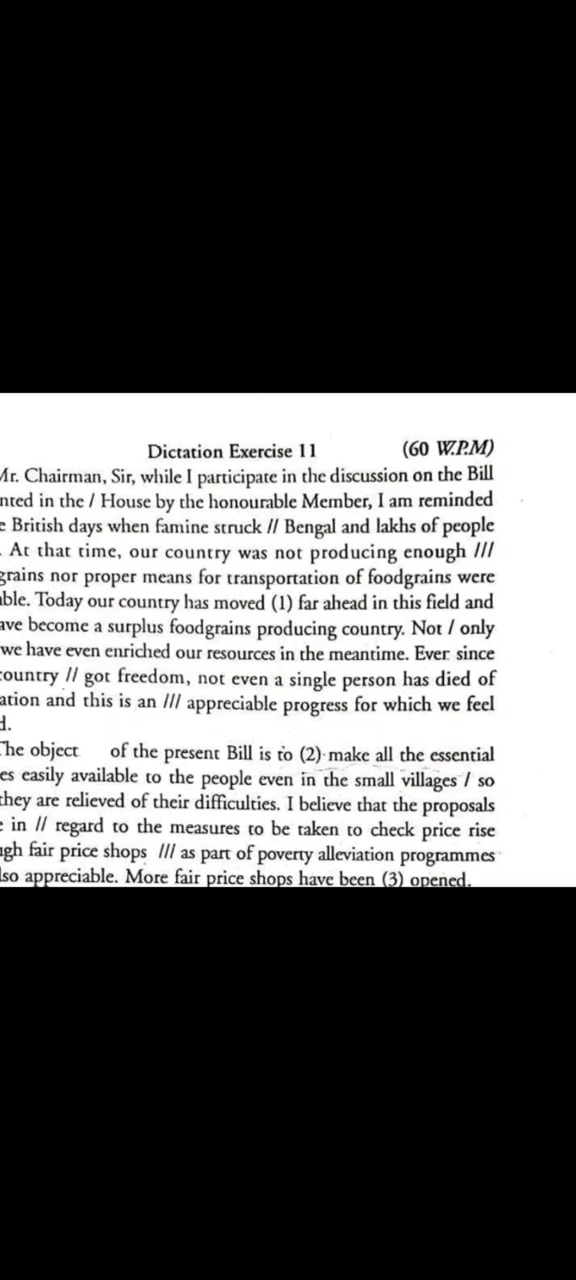 Dictation Exercise 11 (60 W.P.M)
Mr. Chairman, Sir, while I participate in the discussion on the Bill
nted in the / House by the honourable Member, I am reminded
e British days when famine struck // Bengal and lakhs of people
. At that time, our country was not producing enough ///
grains nor proper means for transportation of foodgrains were
ble. Today our country has moved (1) far ahead in this field and
ave become a surplus foodgrains producing country. Not / only
we have even enriched our resources in the meantime. Ever since
country // got freedom, not even a single person has died of
ation and this is an /// appreciable progress for which we feel
d.
The object of the present Bill is to (2) make all the essential
es easily available to the people even in the small villages / so
they are relieved of their difficulties. I believe that the proposals
e in // regard to the measures to be taken to check price rise
ugh fair price shops /// as part of poverty alleviation programmes
lso appreciable. More fair price shops have been (3) opened.